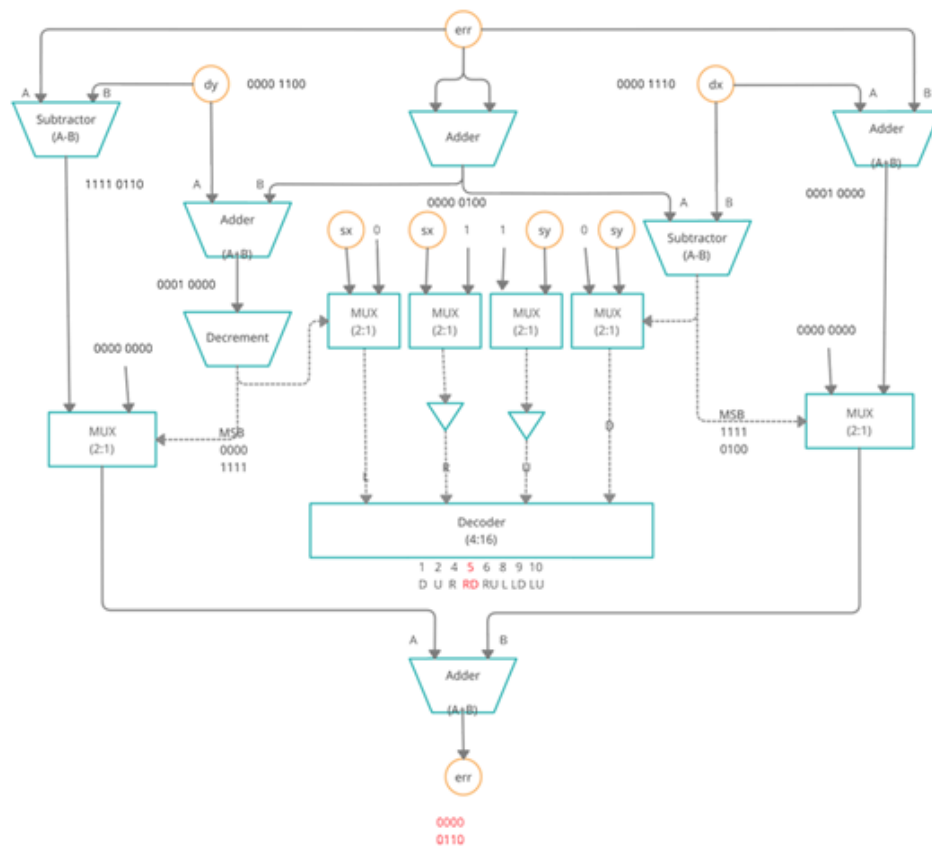 err
A
B
dy
0000 1100
0000 1110
dx
A
B
Subtractor
(A-B)
Adder
Adder
(A+B)
1111 0110
A
B
0000 0100
A
B
0001 0000
Adder
(A+B)
sx
0
sx
1
1
sy
0
sy
Subtractor
(A-B)
0001 0000
MUX
(2:1)
MUX
(2:1)
MUX
(2:1)
MUX
(2:1)
Decrement
0000 0000
0000 0000
MUX
(2:1)
MSB
0000
1111
D
MSB
1111
0100
MUX
(2:1)
L
R
U
Decoder
(4:16)
1 2 4 5 6 8 9 10
D U R RD RU L LD LU
A
B
Adder
(A+B)
err
0000
0110